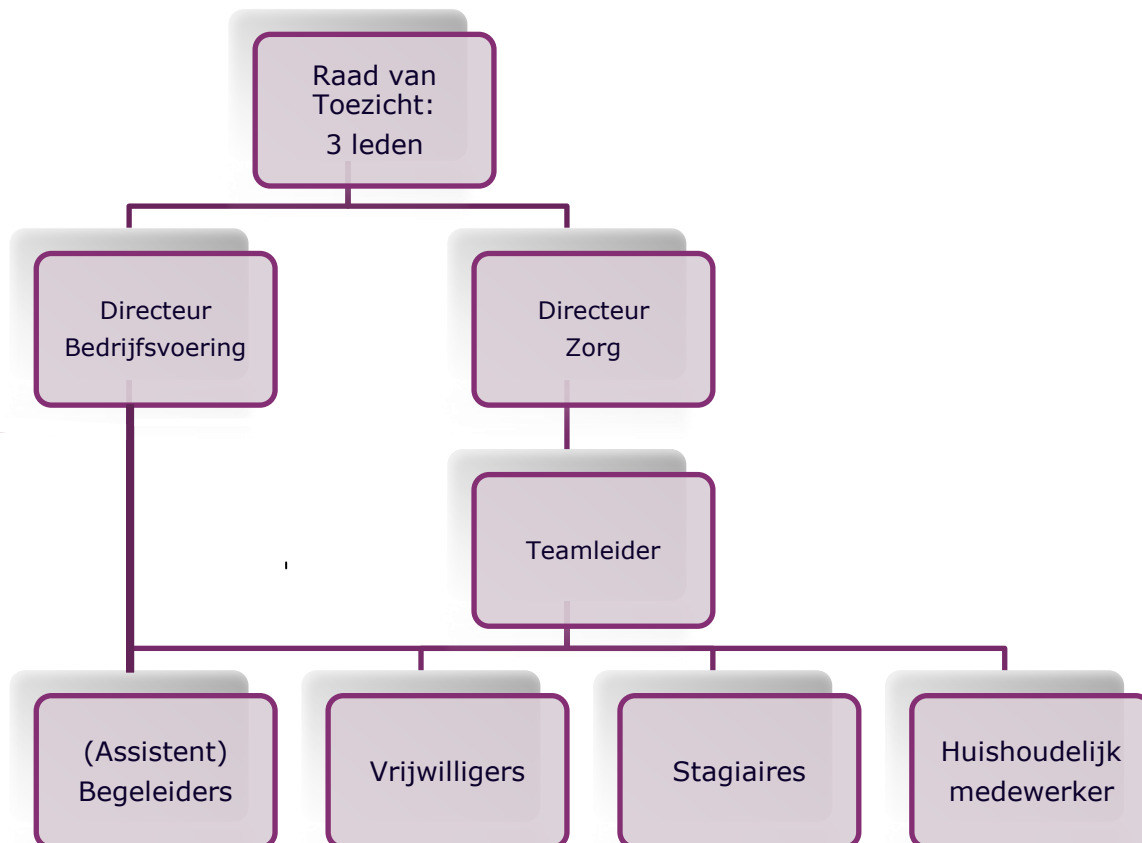 Raad van
Toezicht:
3 leden
Directeur
Bedrijfsvoering
Directeur
Zorg
Teamleider
(Assistent)
Begeleiders
Vrijwilligers
Stagiaires
Huishoudelijk
medewerker